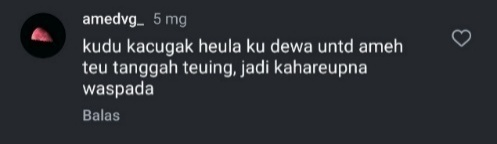 amedvg_ 5 mg
kudu kacugak heula ku dewa untd ameh
teu tanggah teuing, jadi kahareupna
waspada
Balas